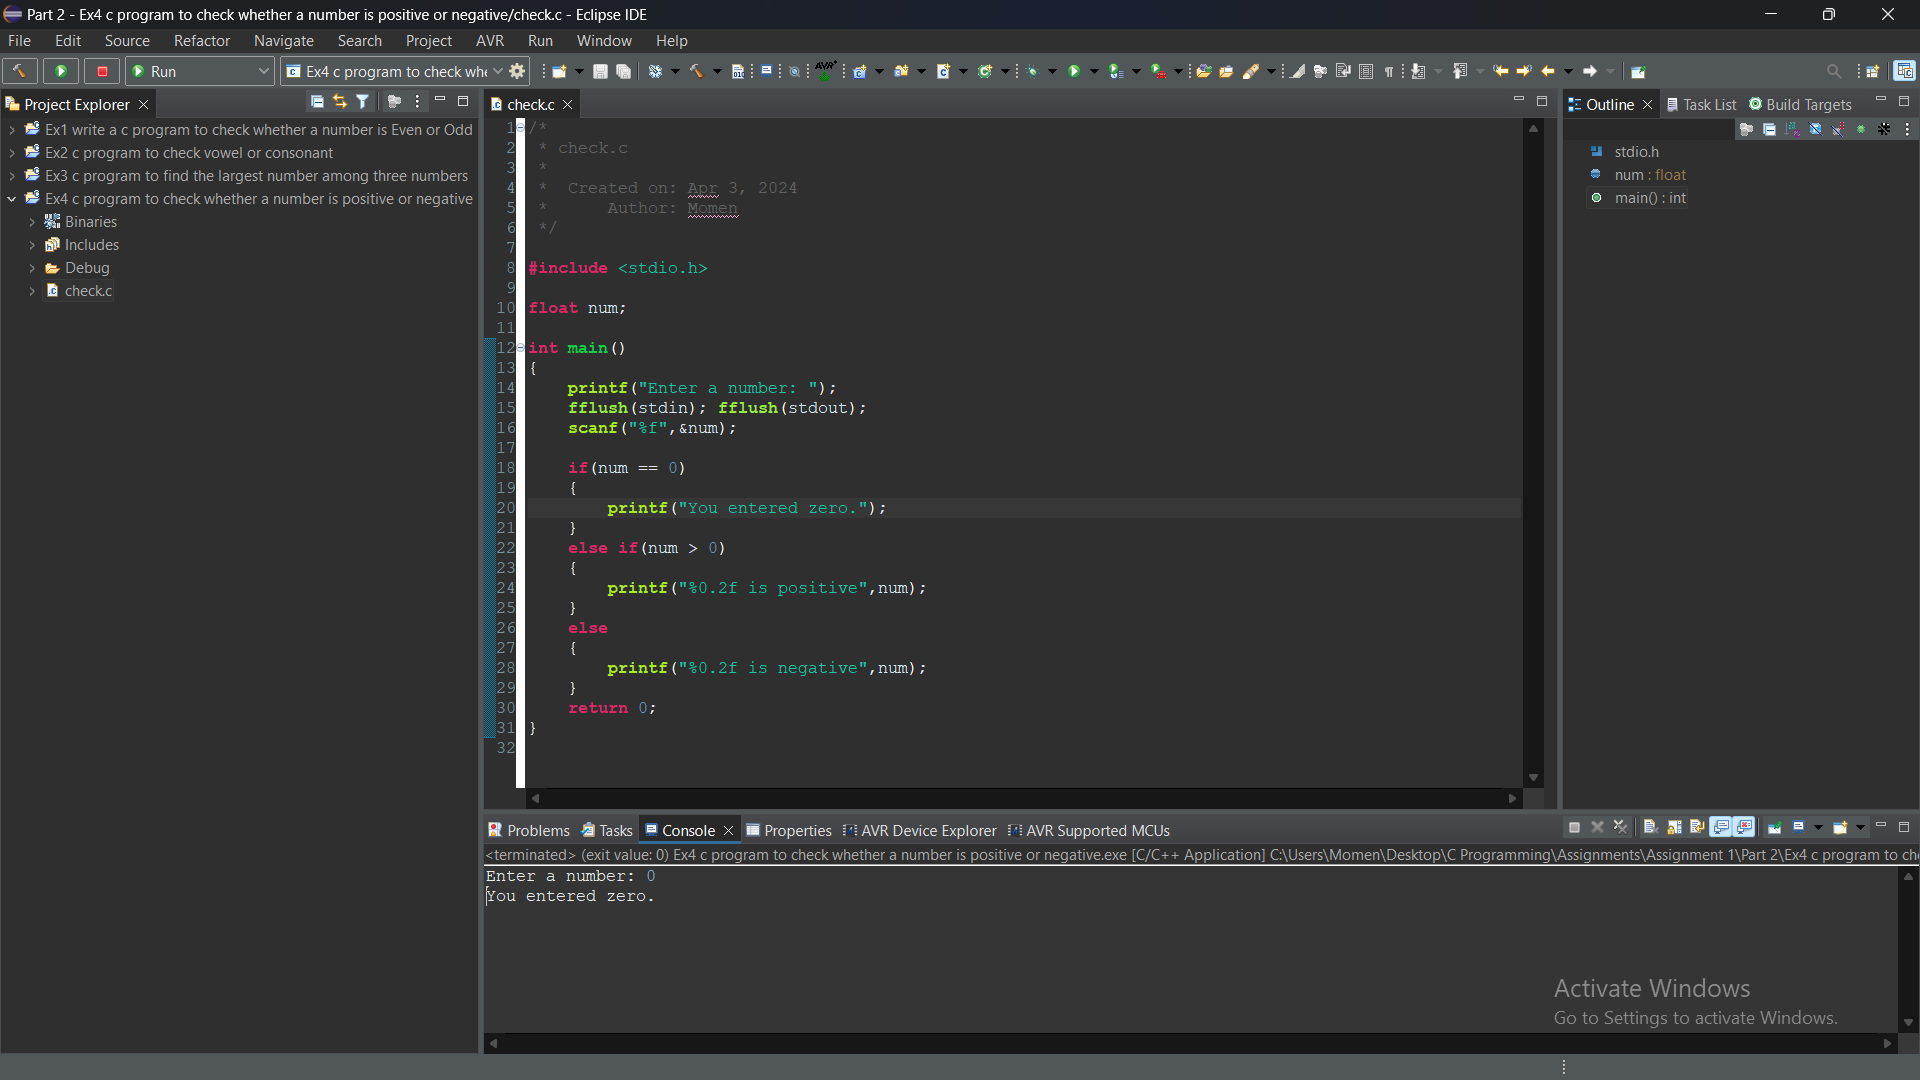 Part 2 - Ex4 c program to check whether a number is positive or negative/check.c - Eclipse IDE
File Edit Source Refactor Navigate Search Project AVR Run Window Help
Run
Ex4 c program to check whe
Project Explorer
Ex1 write a c program to check whether a number is Even or Odd
Ex2 c program to check vowel or consonant
Ex3 c program to find the largest number among three numbers
Ex4 c program to check whether a number is positive or negative
Binaries
Includes
Debug
check.c
check.c
1 /*
2 * check.c
3 *
4 * Created on: Apr 3, 2024
5 * Author: Momen
6 */
7
8 #include <stdio.h>
9
10 float num;
11
12 int main()
13 {
14 printf("Enter a number: ");
15 fflush(stdin); fflush(stdout);
16 scanf("%f",&num);
17
18 if(num == 0)
19 {
20 printf("You entered zero.");
21 }
22 else if(num > 0)
23 {
24 printf("%0.2f is positive",num);
25 }
26 else
27 {
28 printf("%0.2f is negative",num);
29 }
30 return 0;
31 }
32
Outline Task List Build Targets
stdio.h
num : float
main() : int
Problems Tasks Console Properties AVR Device Explorer AVR Supported MCUs
<terminated> (exit value: 0) Ex4 c program to check whether a number is positive or negative.exe [C/C++ Application] C:\Users\Momen\Desktop\C Programming\Assignments\Assignment 1\Part 2\Ex4 c program to ch
Enter a number: 0
You entered zero.
Activate Windows
Go to Settings to activate Windows.